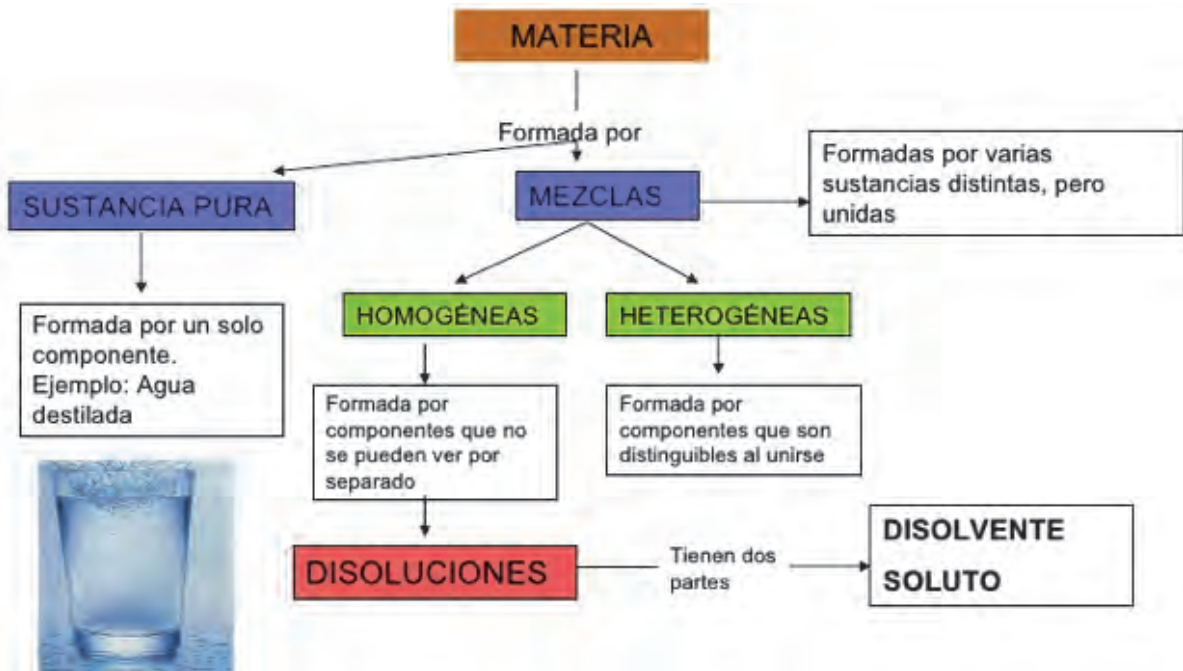 MATERIA
Formada por
SUSTANCIA PURA
MEZCLAS
Formadas por varias
sustancias distintas, pero
unidas
Formada por un solo
componente.
Ejemplo: Agua
destilada
HOMOGÉNEAS
HETEROGÉNEAS
Formada por
componentes que no
se pueden ver por
separado
Formada por
componentes que son
distinguibles al unirse
DISOLUCIONES
Tienen dos
partes
DISOLVENTE
SOLUTO